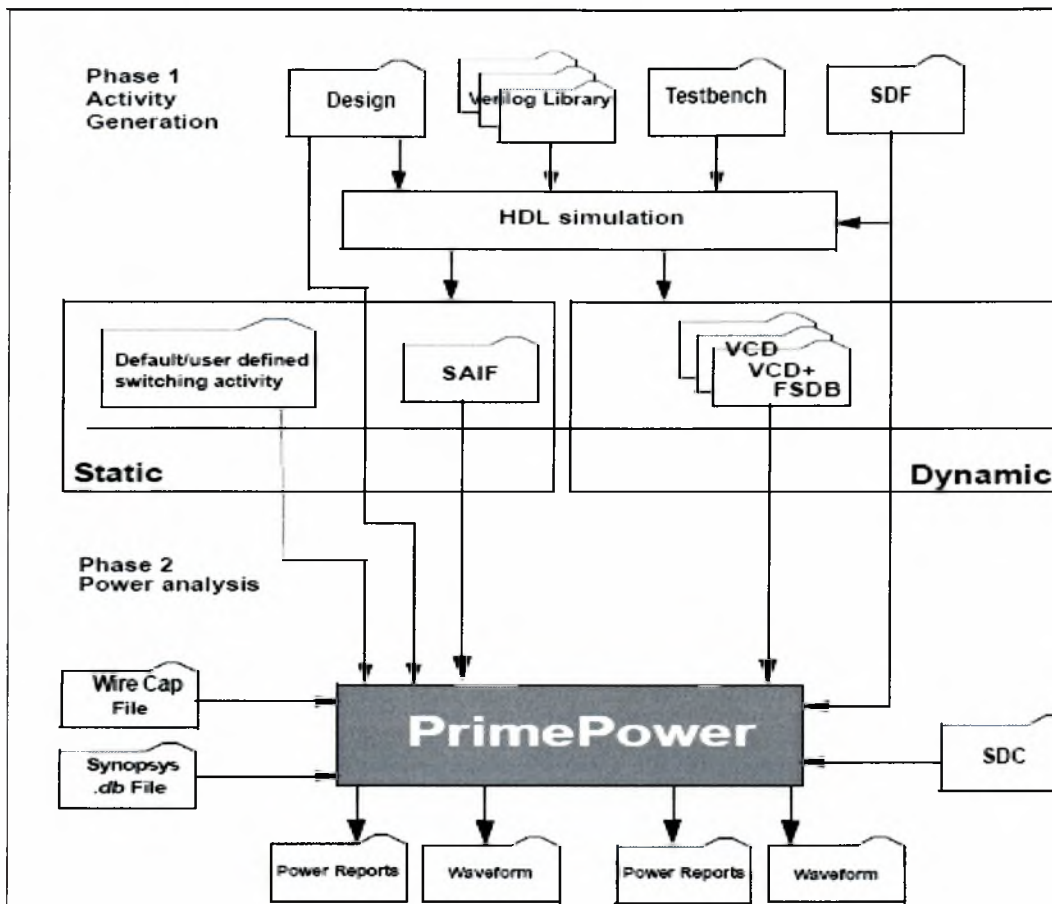 Phase 1
Activity
Generation
Design
Verilog Library
Testbench
SDF
HDL simulation
Default/user defined
switching activity
SAIF
VCD
VCD+
FSDB
Static
Dynamic
Phase 2
Power analysis
Wire Cap
File
PrimePower
Synopsys
.db File
SDC
Power Reports
Waveform
Power Reports
Waveform